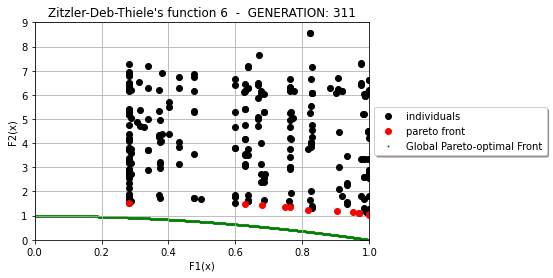 Zitzler-Deb-Thiele's function 6 - GENERATION: 311
9
8
7
6
5
4
3
2
1
0
F2(x)
0.0 0.2 0.4 0.6 0.8 1.0
F1(x)
individuals
pareto front
Global Pareto-optimal Front